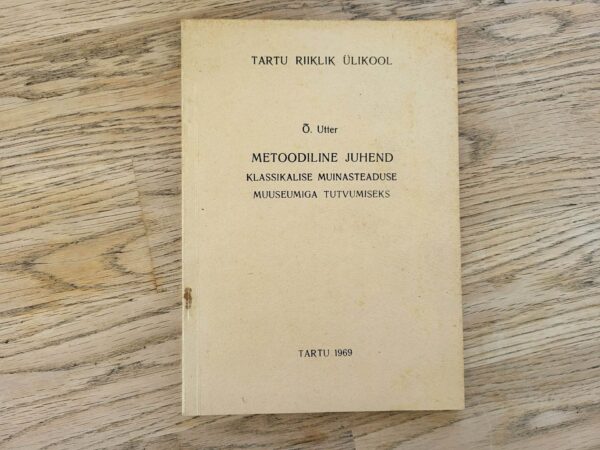 TARTU RIIKLIK ÜLIKOOL
Õ. Utter
METOODILINE JUHEND
KLASSIKALISE MUINASTEADUSE
MUUSEUMIGA TUTVUMISEKS
TARTU 1969